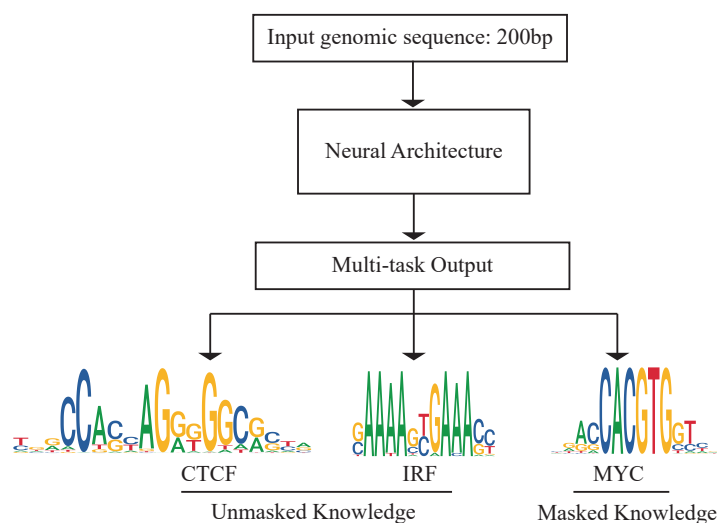 Input genomic sequence: 200bp
Neural Architecture
Multi-task Output
CTCF IRF MYC
Unmasked Knowledge Masked Knowledge